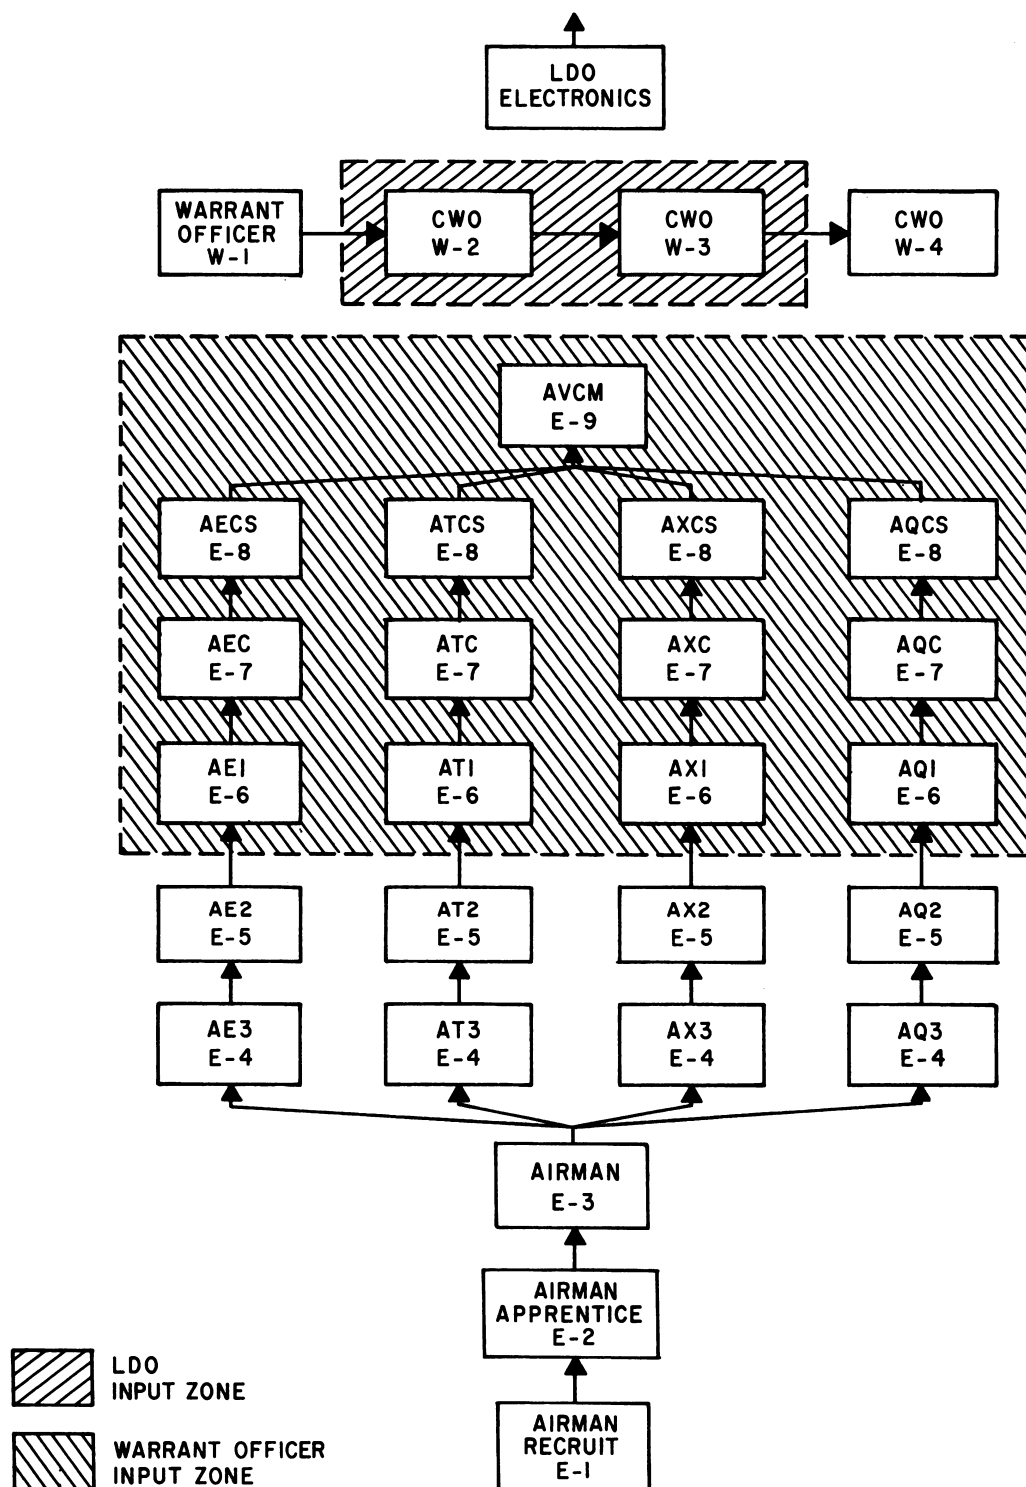 LDO
ELECTRONICS
WARRANT
OFFICER
W-1
CWO
W-2
CWO
W-3
CWO
W-4
AVCM
E-9
AECS
E-8
ATCS
E-8
AXCS
E-8
AQCS
E-8
AEC
E-7
ATC
E-7
AXC
E-7
AQC
E-7
AE1
E-6
AT1
E-6
AX1
E-6
AQ1
E-6
AE2
E-5
AT2
E-5
AX2
E-5
AQ2
E-5
AE3
E-4
AT3
E-4
AX3
E-4
AQ3
E-4
AIRMAN
E-3
AIRMAN
APPRENTICE
E-2
AIRMAN
RECRUIT
E-1
LDO
INPUT ZONE
WARRANT OFFICER
INPUT ZONE